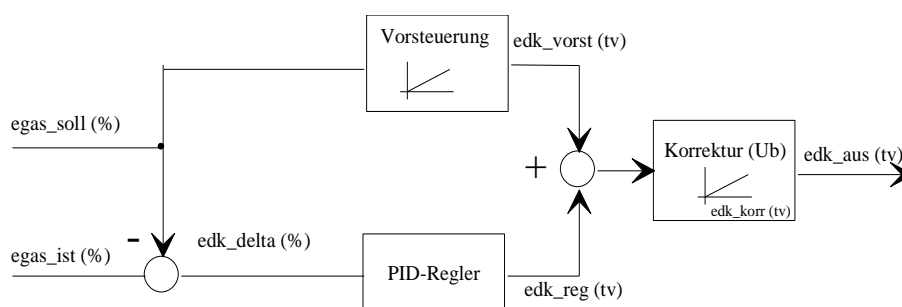 Vorsteuerung
edk_vorst (tv)
egas_soll (%)
Korrektur (Ub)
edk_aus (tv)
+
edk_korr (tv)
-
edk_delta (%)
egas_ist (%)
PID-Regler
edk_reg (tv)